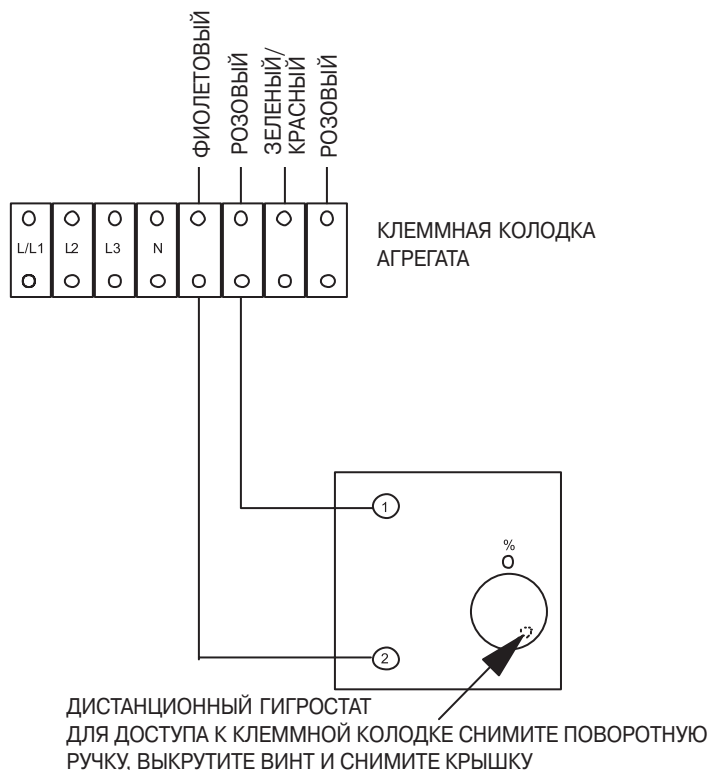 ФИОЛЕТОВЫЙ
РОЗОВЫЙ
ЗЕЛЕНЫЙ/
КРАСНЫЙ
РОЗОВЫЙ
L/L1 L2 L3 N
КЛЕММНАЯ КОЛОДКА
АГРЕГАТА
1
%
2
ДИСТАНЦИОННЫЙ ГИГРОСТАТ
ДЛЯ ДОСТУПА К КЛЕММНОЙ КОЛОДКЕ СНИМИТЕ ПОВОРОТНУЮ
РУЧКУ, ВЫКРУТИТЕ ВИНТ И СНИМИТЕ КРЫШКУ